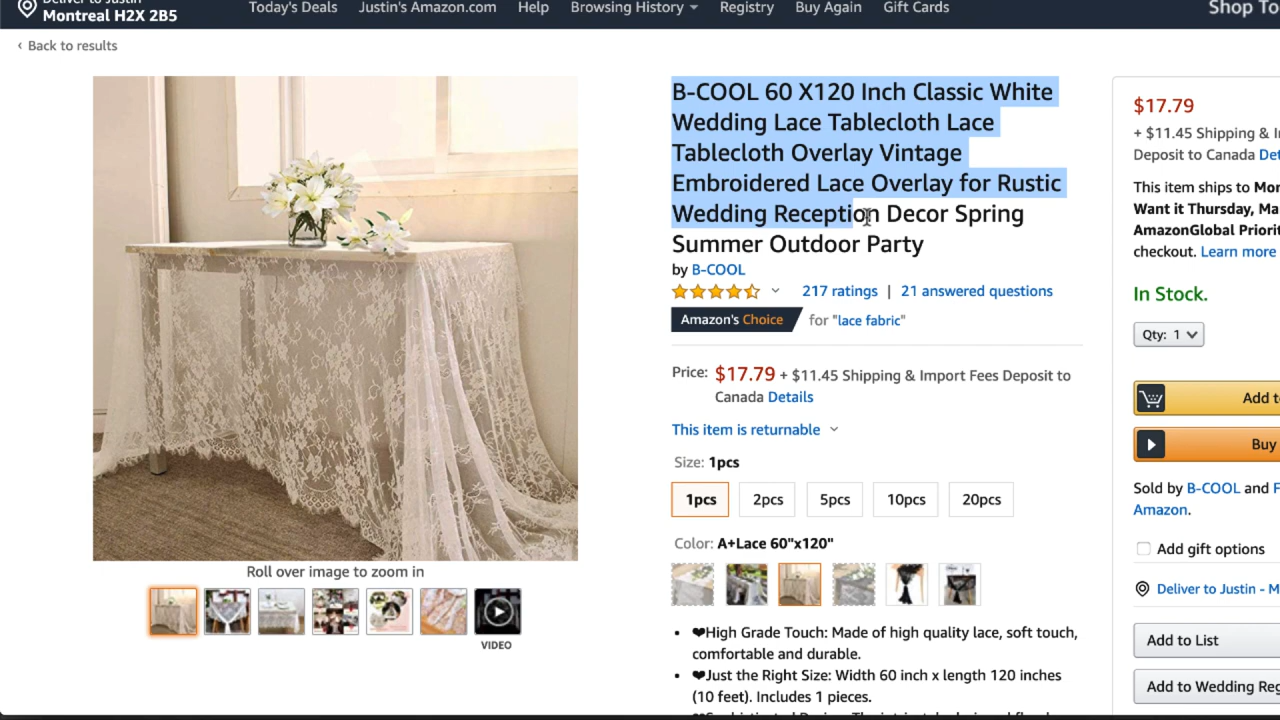 Deliver to Justin
Montreal H2X 2B5
Today's Deals Justin's Amazon.com Help Browsing History Registry Buy Again Gift Cards
Shop
‹ Back to results
B-COOL 60 X120 Inch Classic White
Wedding Lace Tablecloth Lace
Tablecloth Overlay Vintage
Embroidered Lace Overlay for Rustic
Wedding Reception Decor Spring
Summer Outdoor Party
by B-COOL
217 ratings | 21 answered questions
Amazon's Choice for "lace fabric"
Price: $17.79 + $11.45 Shipping & Import Fees Deposit to
Canada Details
This item is returnable
Size: 1pcs
1pcs 2pcs 5pcs 10pcs 20pcs
Color: A+Lace 60"x120"
• ❤High Grade Touch: Made of high quality lace, soft touch,
comfortable and durable.
• ❤Just the Right Size: Width 60 inch x length 120 inches
(10 feet). Includes 1 pieces.
Roll over image to zoom in
VIDEO
$17.79
+ $11.45 Shipping &
Deposit to Canada
This item ships to
Want it Thursday,
AmazonGlobal
checkout. Learn more
In Stock.
Qty: 1
Add
Buy
Sold by B-COOL and
Amazon.
Add gift options
Deliver to Justin -
Add to List
Add to Wedding